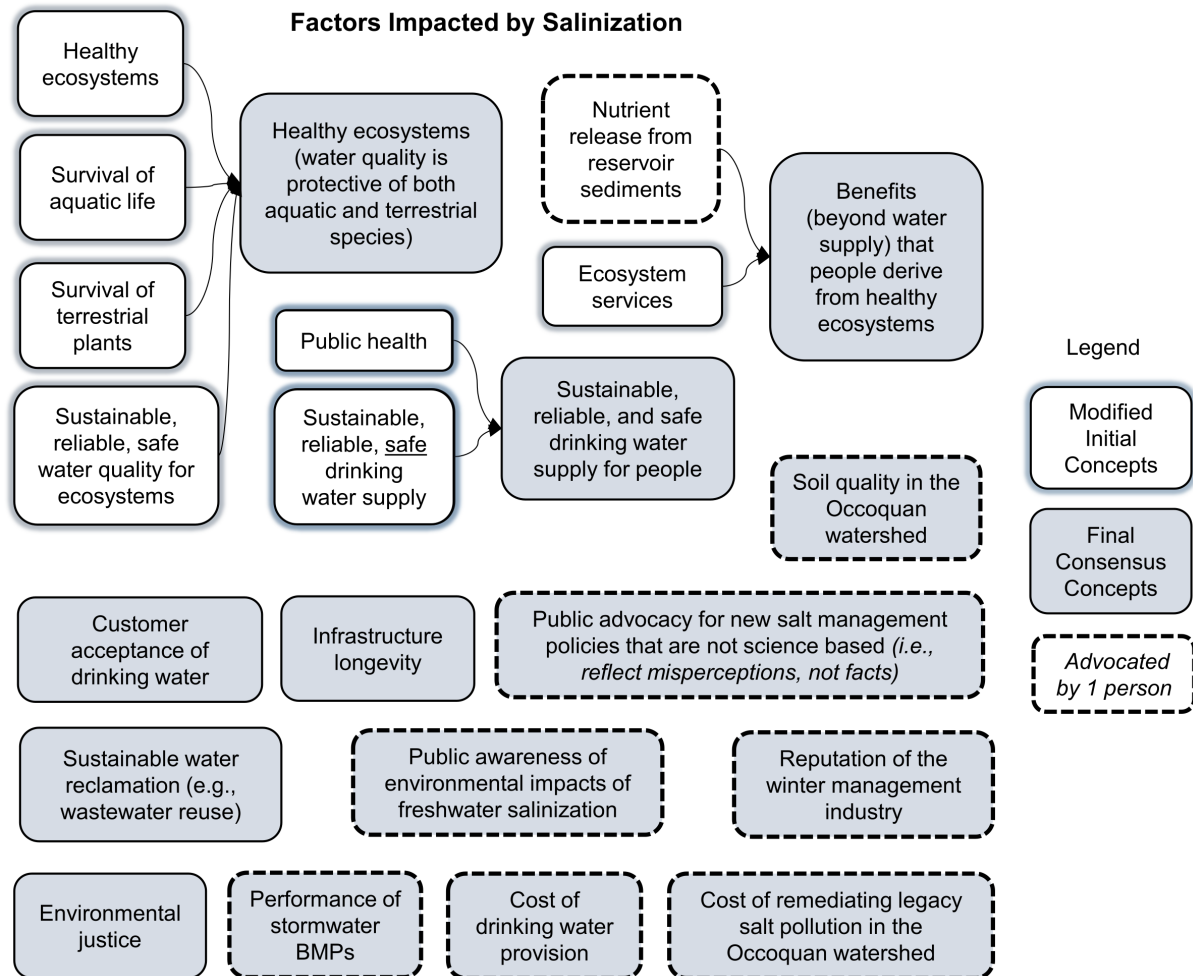 Factors Impacted by Salinization
Healthy
ecosystems
Survival of
aquatic life
Survival of
terrestrial
plants
Sustainable,
reliable, safe
water quality for
ecosystems
Healthy ecosystems
(water quality is
protective of both
aquatic and terrestrial
species)
Nutrient
release from
reservoir
sediments
Ecosystem
services
Benefits
(beyond water
supply) that
people derive
from healthy
ecosystems
Public health
Sustainable,
reliable, safe
drinking
water supply
Sustainable,
reliable, and safe
drinking water
supply for people
Legend
Modified
Initial
Concepts
Final
Consensus
Concepts
Advocated
by 1 person
Soil quality in the
Occoquan
watershed
Customer
acceptance of
drinking water
Infrastructure
longevity
Public advocacy for new salt management
policies that are not science based (i.e.,
reflect misperceptions, not facts)
Sustainable water
reclamation (e.g.,
wastewater reuse)
Public awareness of
environmental impacts of
freshwater salinization
Reputation of the
winter management
industry
Environmental
justice
Performance of
stormwater
BMPs
Cost of
drinking water
provision
Cost of remediating legacy
salt pollution in the
Occoquan watershed